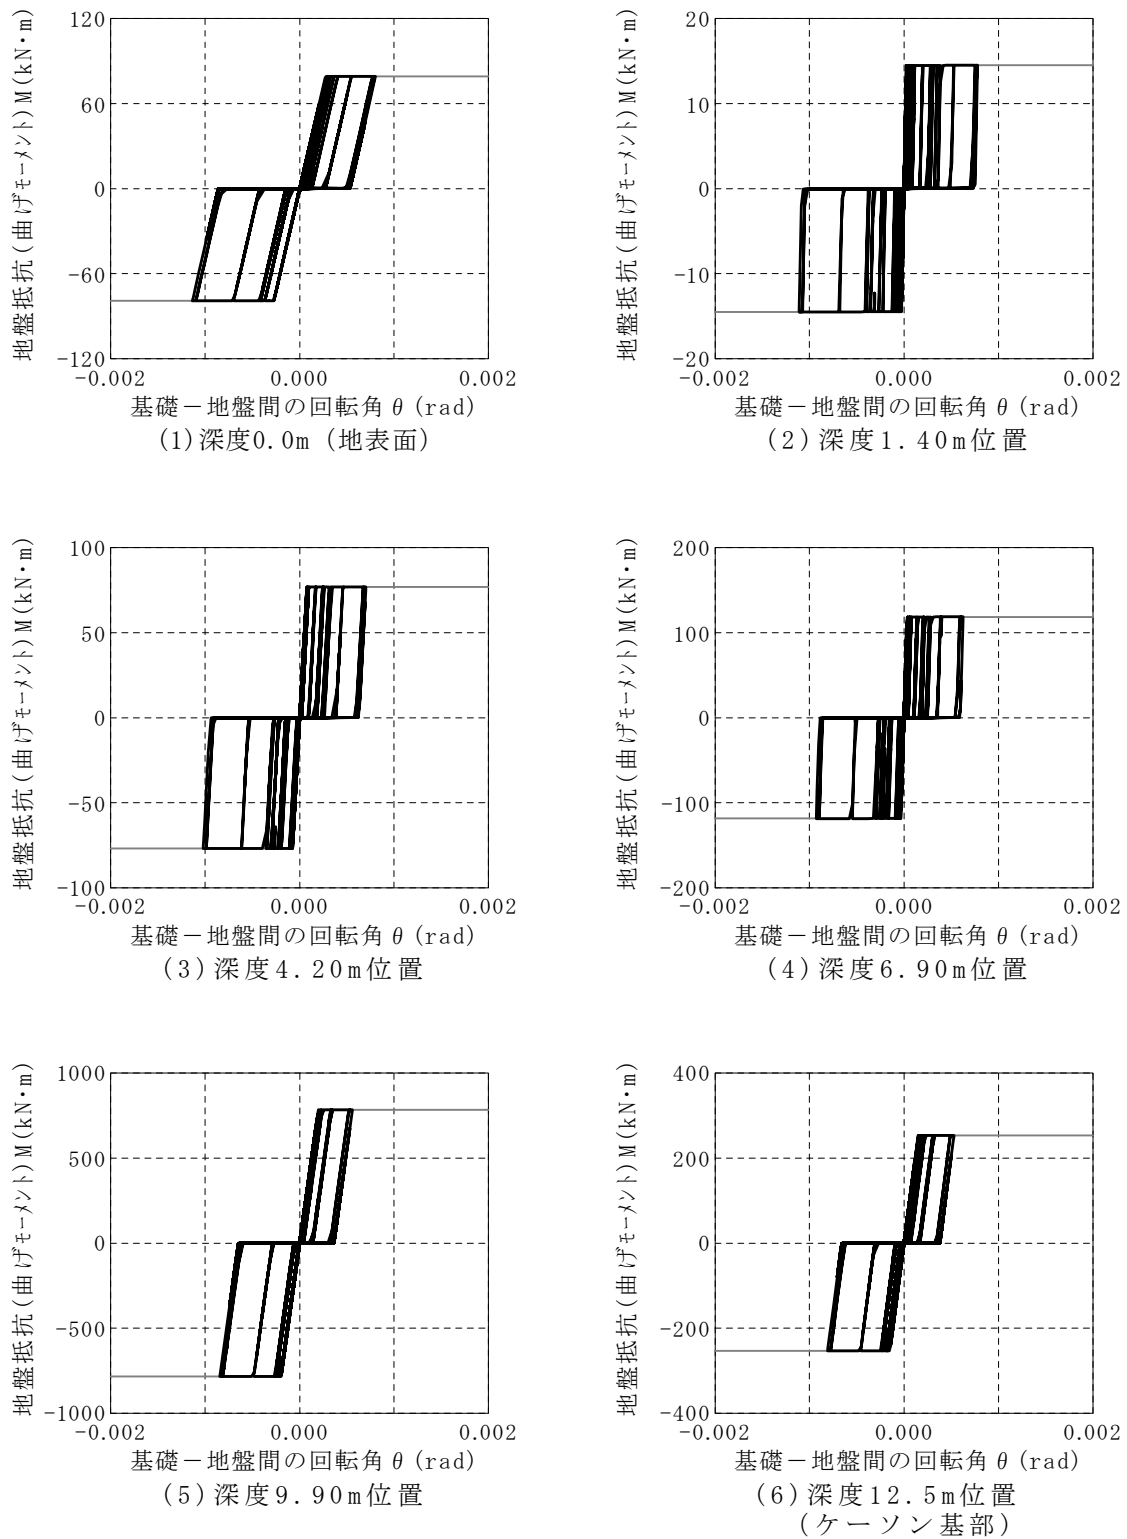 120
60
0
-60
-120
-0.002
0.000
0.002
地盤抵抗(曲げモーメント)M(kN・m)
基礎－地盤間の回転角 θ (rad)
(1)深度0.0m (地表面)
20
10
0
-10
-20
-0.002
0.000
0.002
地盤抵抗(曲げモーメント)M(kN・m)
基礎－地盤間の回転角 θ (rad)
(2)深度1.40m位置
100
50
0
-50
-100
-0.002
0.000
0.002
地盤抵抗(曲げモーメント)M(kN・m)
基礎－地盤間の回転角 θ (rad)
(3)深度4.20m位置
200
100
0
-100
-200
-0.002
0.000
0.002
地盤抵抗(曲げモーメント)M(kN・m)
基礎－地盤間の回転角 θ (rad)
(4)深度6.90m位置
1000
500
0
-500
-1000
-0.002
0.000
0.002
地盤抵抗(曲げモーメント)M(kN・m)
基礎－地盤間の回転角 θ (rad)
(5)深度9.90m位置
400
200
0
-200
-400
-0.002
0.000
0.002
地盤抵抗(曲げモーメント)M(kN・m)
基礎－地盤間の回転角 θ (rad)
(6)深度12.5m位置
(ケーソン基部)